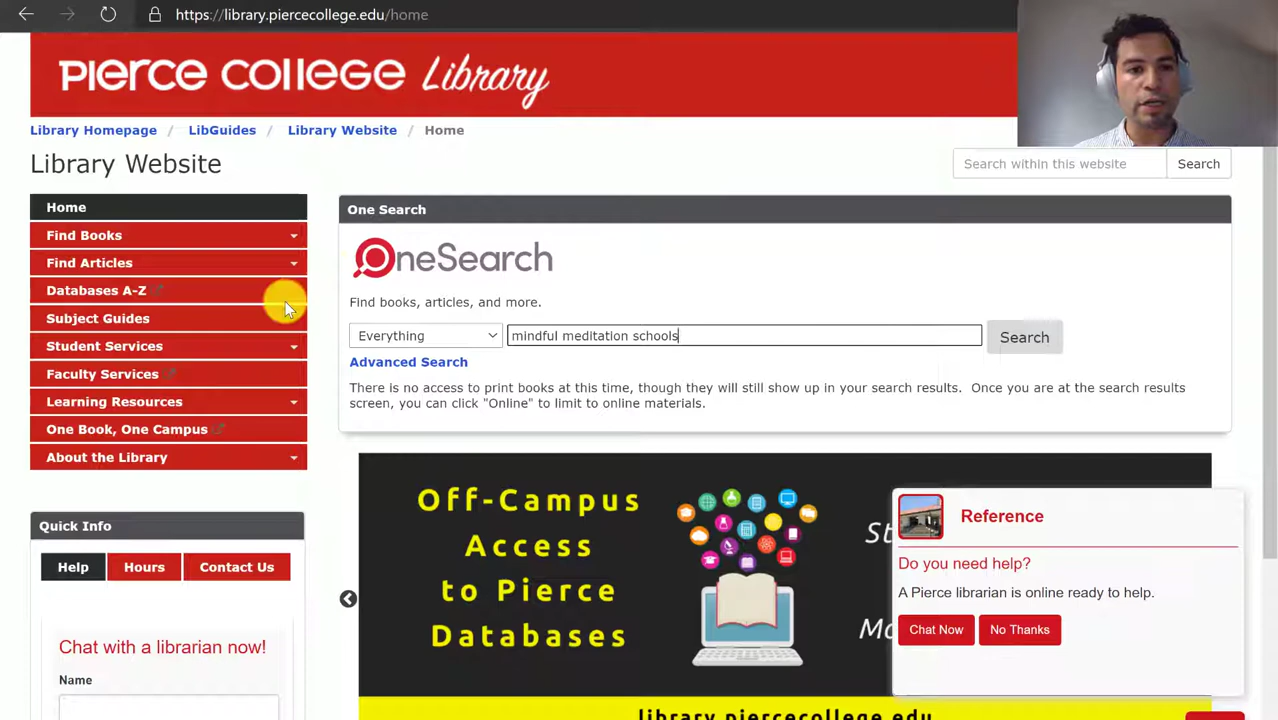 https://library.piercecollege.edu/home
PIERCE COLLEGE Library
Library Homepage / LibGuides / Library Website / Home
Library Website
Search within this website Search
Home
Find Books
Find Articles
Databases A-Z
Subject Guides
Student Services
Faculty Services
Learning Resources
One Book, One Campus
About the Library
One Search
OneSearch
Find books, articles, and more.
Everything mindful meditation schools Search
Advanced Search
There is no access to print books at this time, though they will still show up in your search results. Once you are at the search results
screen, you can click "Online" to limit to online materials.
Quick Info
Help Hours Contact Us
Chat with a librarian now!
Name
Off-Campus
Access
to Pierce
Databases
library.piercecollege.edu
Reference
Do you need help?
A Pierce librarian is online ready to help.
Chat Now No Thanks